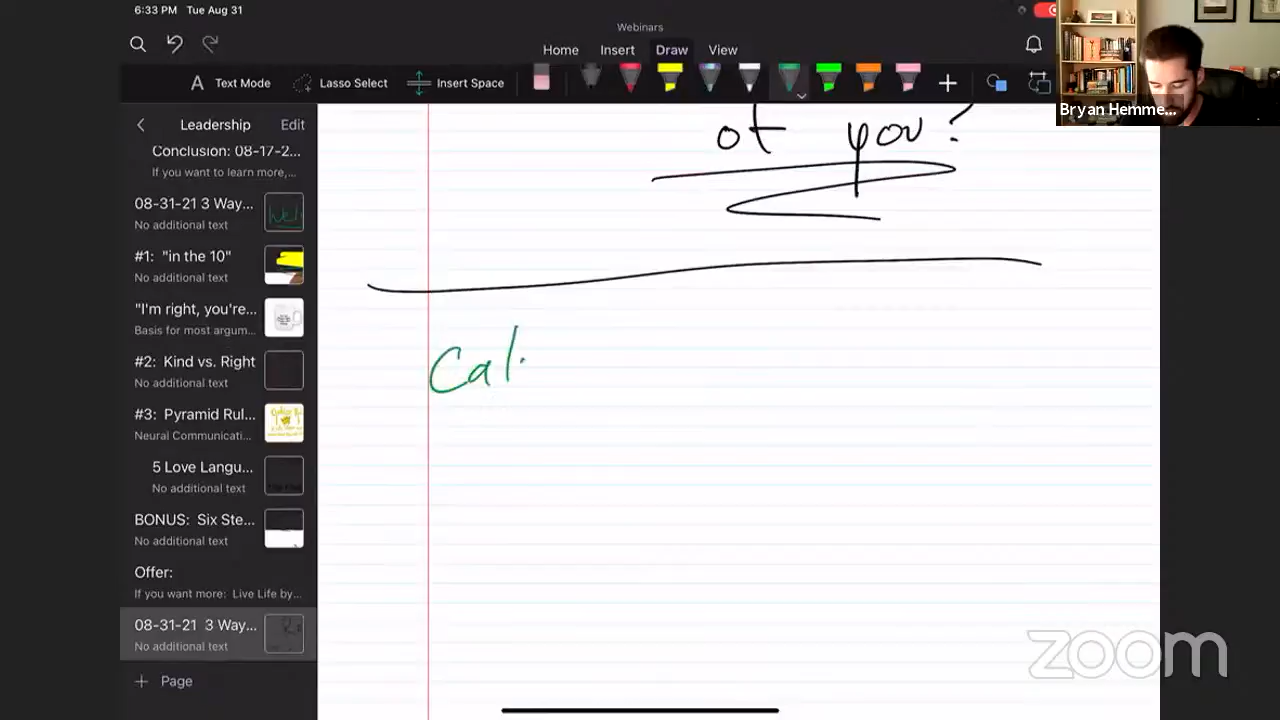 6:33 PM Tue Aug 31
Webinars
Home Insert Draw View
Text Mode Lasso Select Insert Space
Bryan Hemme...
Leadership Edit
Conclusion: 08-17-2...
If you want to learn more,...
08-31-21 3 Way...
No additional text
#1: "in the 10"
No additional text
"I'm right, you're...
Basis for most argum...
#2: Kind vs. Right
No additional text
#3: Pyramid Rul...
Neural Communicati...
5 Love Langu...
No additional text
BONUS: Six Ste...
No additional text
Offer:
If you want more: Live Life by...
08-31-21 3 Way...
No additional text
Page
of you?
Cal
zoom